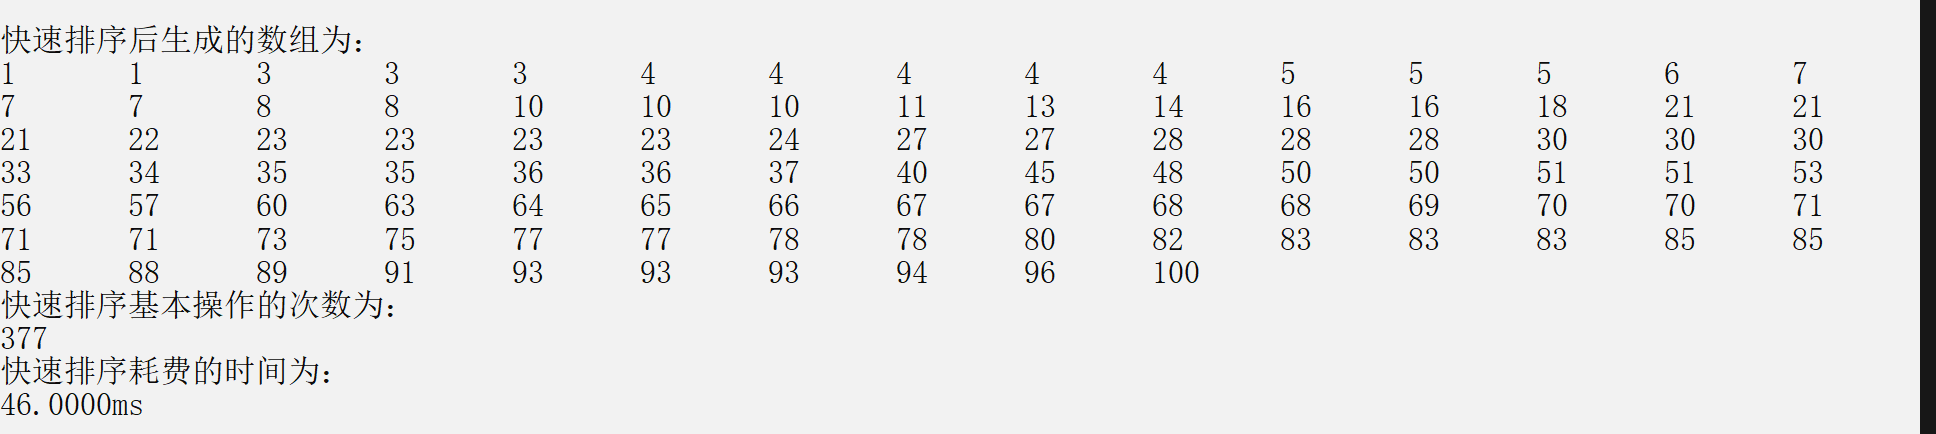 快速排序后生成的数组为:
1 1 3 3 3 4 4 4 4 4 5 5 5 6 7
7 7 8 8 10 10 10 11 13 14 16 16 18 21 21
21 22 23 23 23 23 24 27 27 28 28 28 30 30 30
33 34 35 35 36 36 37 40 45 48 50 50 51 51 53
56 57 60 63 64 65 66 67 67 68 68 69 70 70 71
71 71 73 75 77 77 78 78 80 82 83 83 83 85 85
85 88 89 91 93 93 93 94 96 100
快速排序基本操作的次数为:
377
快速排序耗费的时间为:
46.0000ms